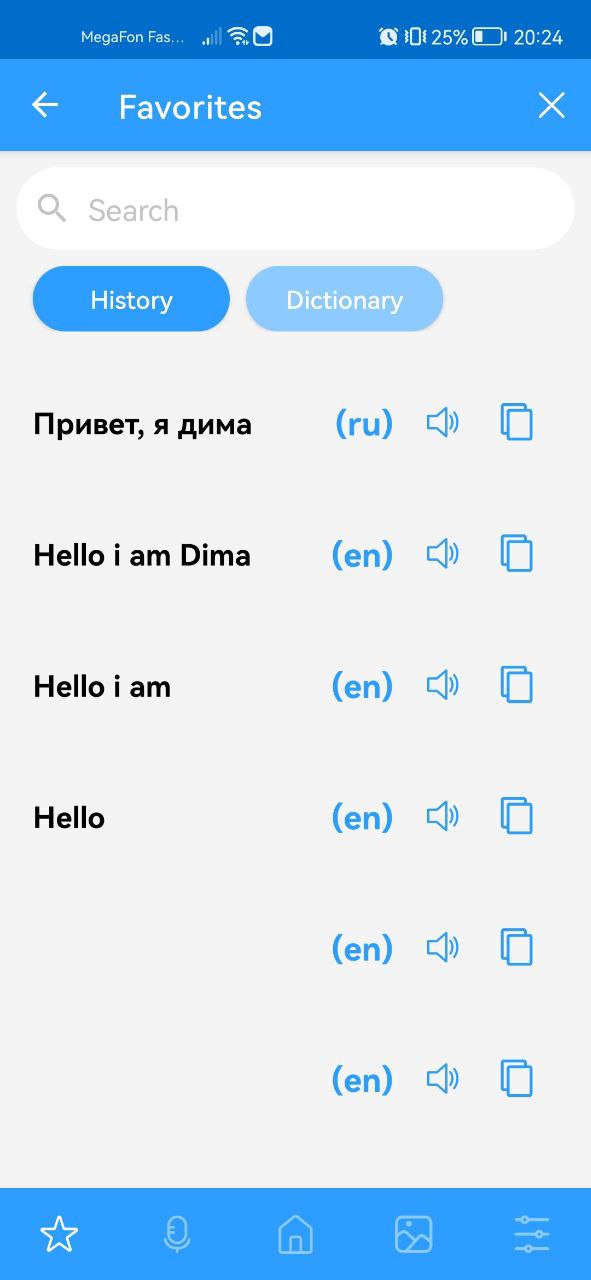 MegaFon Fas... 25% 20:24
Favorites
Search
History Dictionary
Привет, я дима (ru)
Hello i am Dima (en)
Hello i am (en)
Hello (en)
(en)
(en)